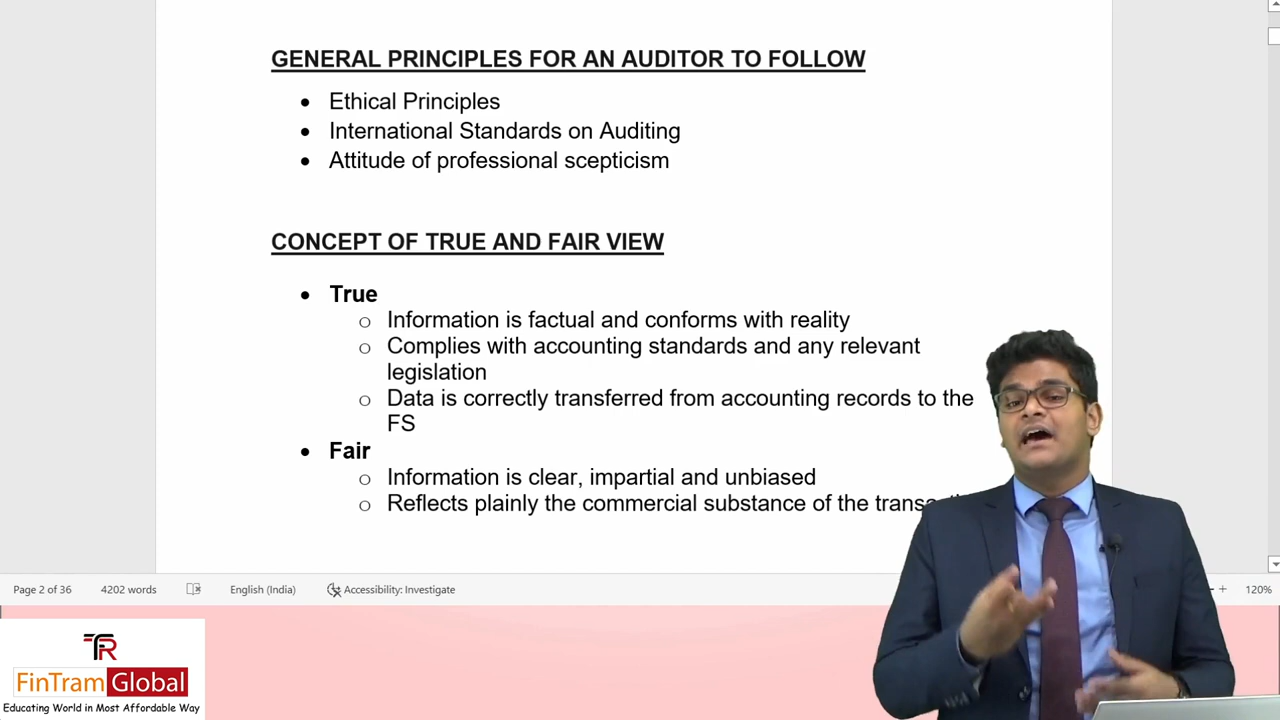 GENERAL PRINCIPLES FOR AN AUDITOR TO FOLLOW
• Ethical Principles
• International Standards on Auditing
• Attitude of professional scepticism
CONCEPT OF TRUE AND FAIR VIEW
• True
o Information is factual and conforms with reality
o Complies with accounting standards and any relevant
legislation
o Data is correctly transferred from accounting records to the
FS
• Fair
o Information is clear, impartial and unbiased
o Reflects plainly the commercial substance of the
Page 2 of 36 4202 words English (India) Accessibility: Investigate 120%
TR
FinTram Global
Educating World in Most Affordable Way